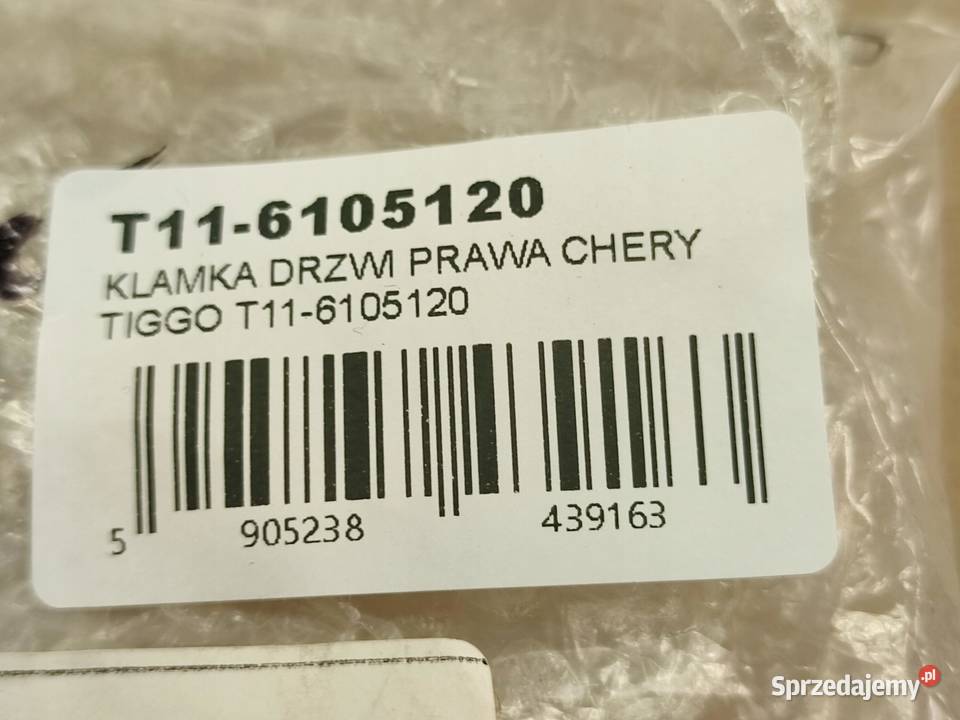 T11-6105120
KLAMKA DRZWI PRAWA CHERY
TIGGO T11-6105120
5 905238 439163
Sprzedajemy.pl